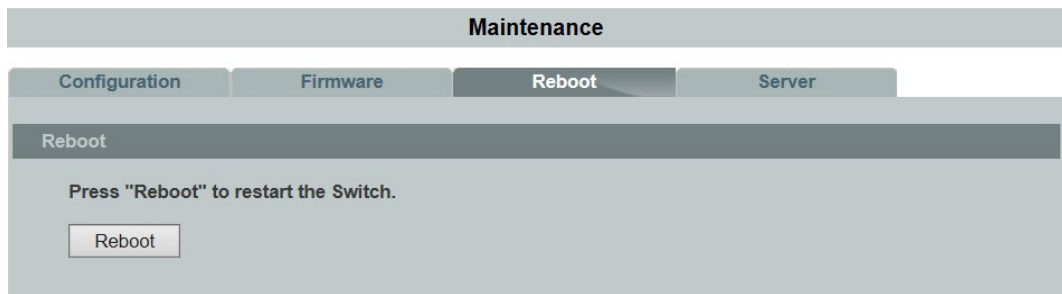 Maintenance
Configuration Firmware Reboot Server
Reboot
Press "Reboot" to restart the Switch.
Reboot